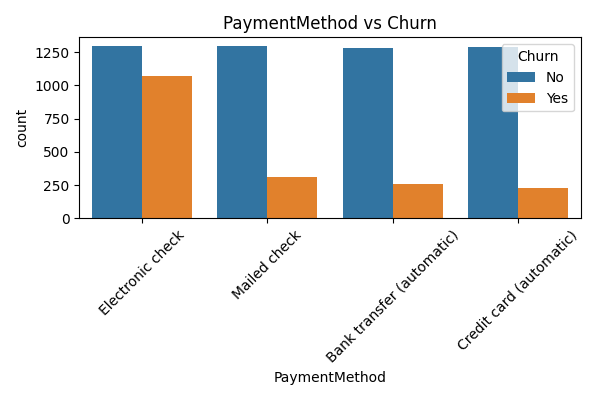 PaymentMethod vs Churn
count
1250
1000
750
500
250
0
Churn
No
Yes
Electronic check
Mailed check
Bank transfer (automatic)
Credit card (automatic)
PaymentMethod